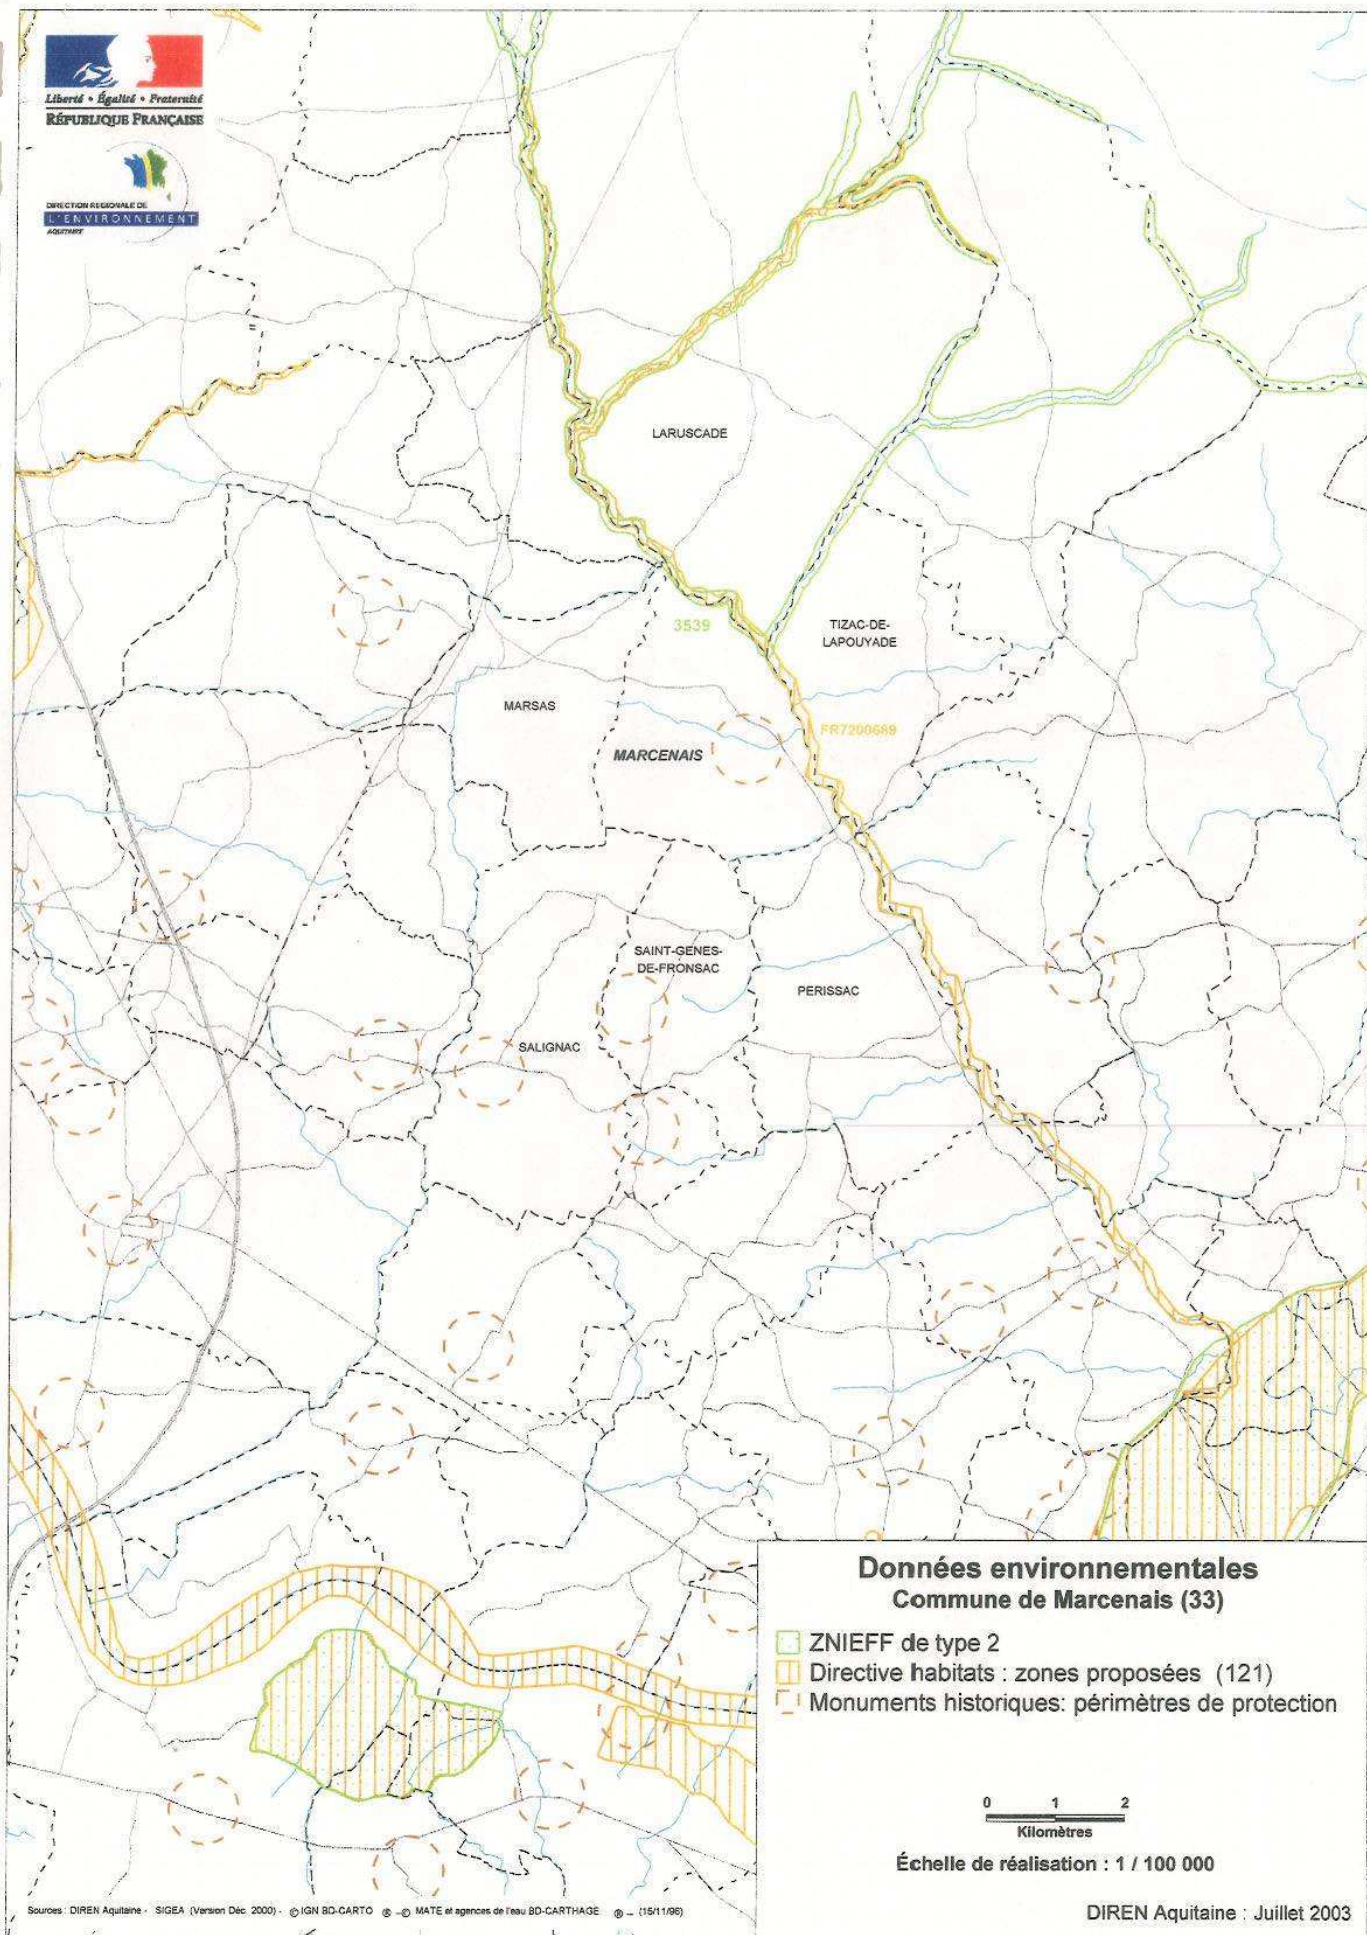 Liberté • Égalité • Fraternité
RÉPUBLIQUE FRANÇAISE
DIRECTION REGIONALE DE
L'ENVIRONNEMENT
AQUITAINE
LARUSCADE
3539
TIZAC-DE-
LAPOUYADE
MARSAS
FR7200689
MARCENAIS
SAINT-GENES-
DE-FRONSAC
PERISSAC
SALIGNAC
Données environnementales
Commune de Marcenais (33)
ZNIEFF de type 2
Directive habitats : zones proposées (121)
Monuments historiques: périmètres de protection
0 1 2
Kilomètres
Échelle de réalisation : 1 / 100 000
Sources : DIREN Aquitaine - SIGEA (Version Déc. 2000) - © IGN BD-CARTO ® - © MATE et agences de l'eau BD-CARTHAGE ® - (15/11/96)
DIREN Aquitaine : Juillet 2003